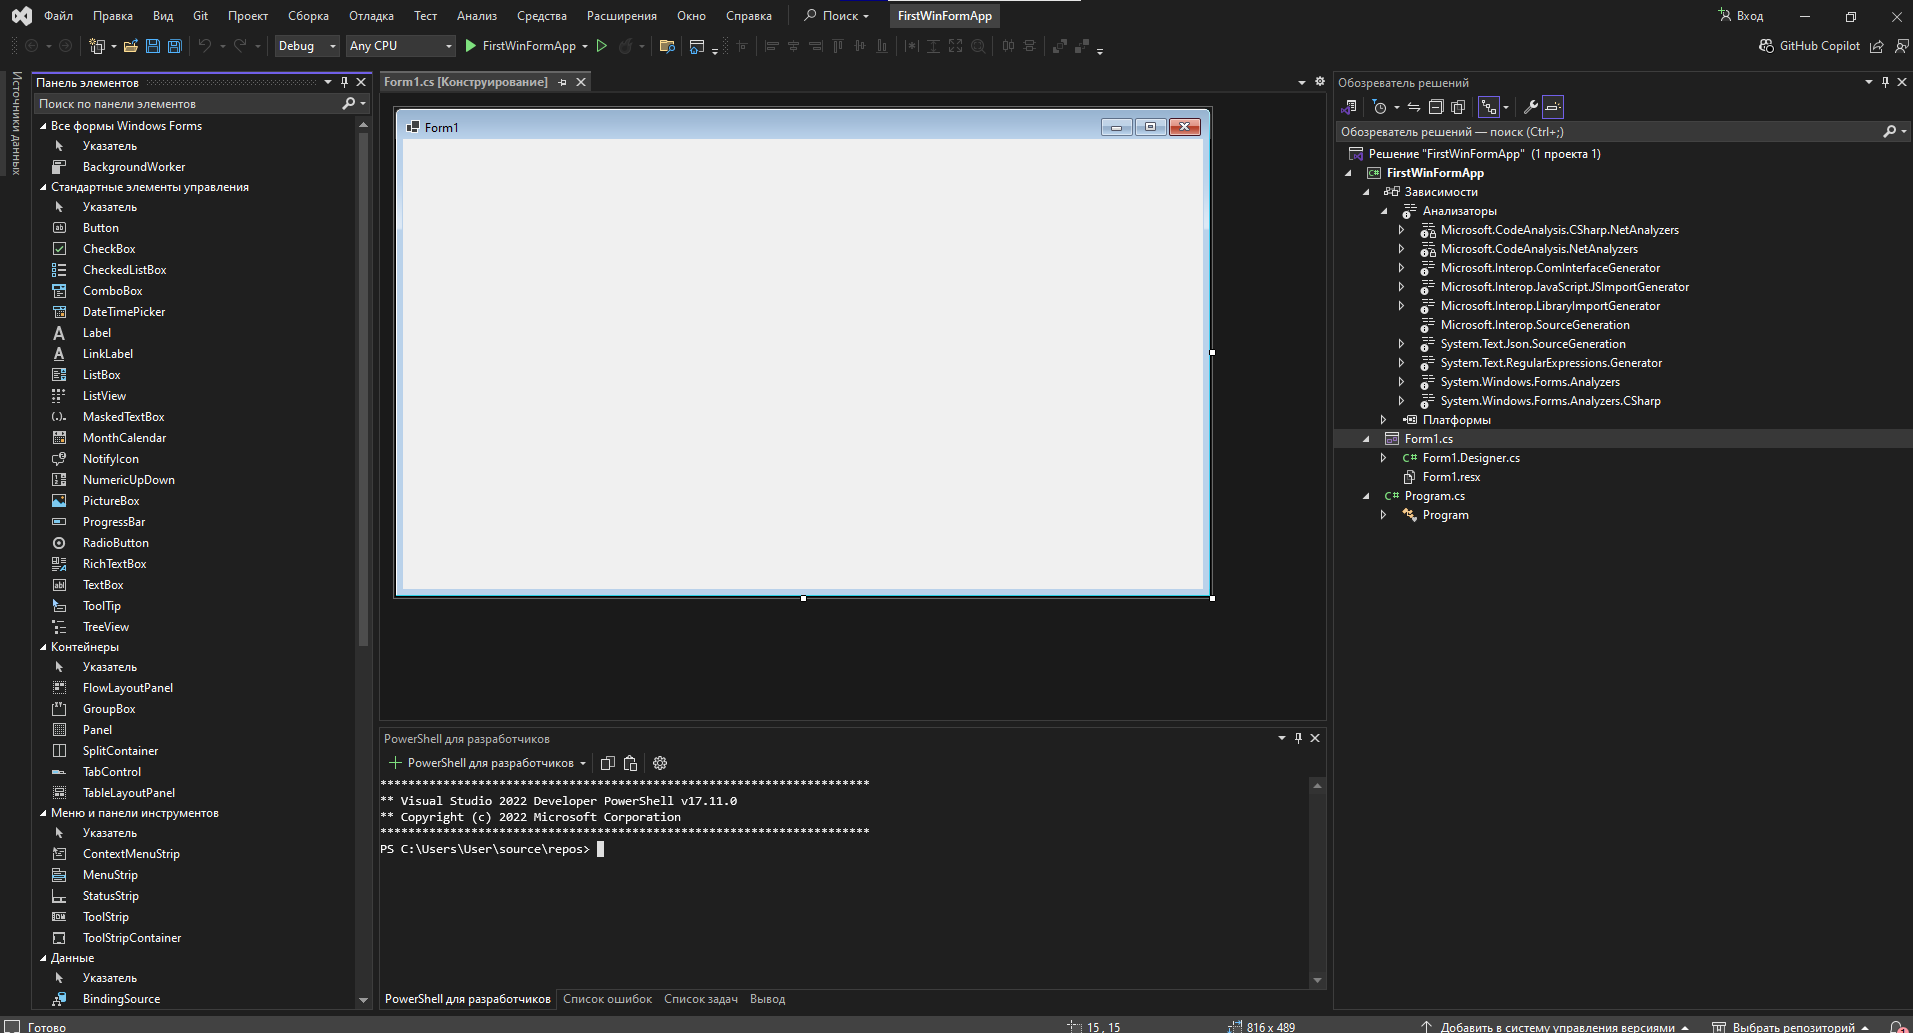 Файл Правка Вид Git Проект Сборка Отладка Тест Анализ Средства Расширения Окно Справка Поиск FirstWinFormApp Вход
Debug Any CPU FirstWinFormApp GitHub Copilot
Источники данных
Панель элементов
Поиск по панели элементов
Все формы Windows Forms
Указатель
BackgroundWorker
Стандартные элементы управления
Указатель
Button
CheckBox
CheckedListBox
ComboBox
DateTimePicker
Label
LinkLabel
ListBox
ListView
MaskedTextBox
MonthCalendar
NotifyIcon
NumericUpDown
PictureBox
ProgressBar
RadioButton
RichTextBox
TextBox
ToolTip
TreeView
Контейнеры
Указатель
FlowLayoutPanel
GroupBox
Panel
SplitContainer
TabControl
TableLayoutPanel
Меню и панели инструментов
Указатель
ContextMenuStrip
MenuStrip
StatusStrip
ToolStrip
ToolStripContainer
Данные
Указатель
BindingSource
Form1.cs [Конструирование]
Form1
PowerShell для разработчиков
PowerShell для разработчиков
**********************************************************************
** Visual Studio 2022 Developer PowerShell v17.11.0
** Copyright (c) 2022 Microsoft Corporation
**********************************************************************
PS C:\Users\User\source\repos>
PowerShell для разработчиков Список ошибок Список задач Вывод
Обозреватель решений
Обозреватель решений — поиск (Ctrl+;)
Решение "FirstWinFormApp" (1 проекта 1)
FirstWinFormApp
Зависимости
Анализаторы
Microsoft.CodeAnalysis.CSharp.NetAnalyzers
Microsoft.CodeAnalysis.NetAnalyzers
Microsoft.Interop.ComInterfaceGenerator
Microsoft.Interop.JavaScript.JSImportGenerator
Microsoft.Interop.LibraryImportGenerator
Microsoft.Interop.SourceGeneration
System.Text.Json.SourceGeneration
System.Text.RegularExpressions.Generator
System.Windows.Forms.Analyzers
System.Windows.Forms.Analyzers.CSharp
Платформы
Form1.cs
C# Form1.Designer.cs
Form1.resx
C# Program.cs
Program
Готово 15 , 15 816 x 489 Добавить в систему управления версиями Выбрать репозиторий